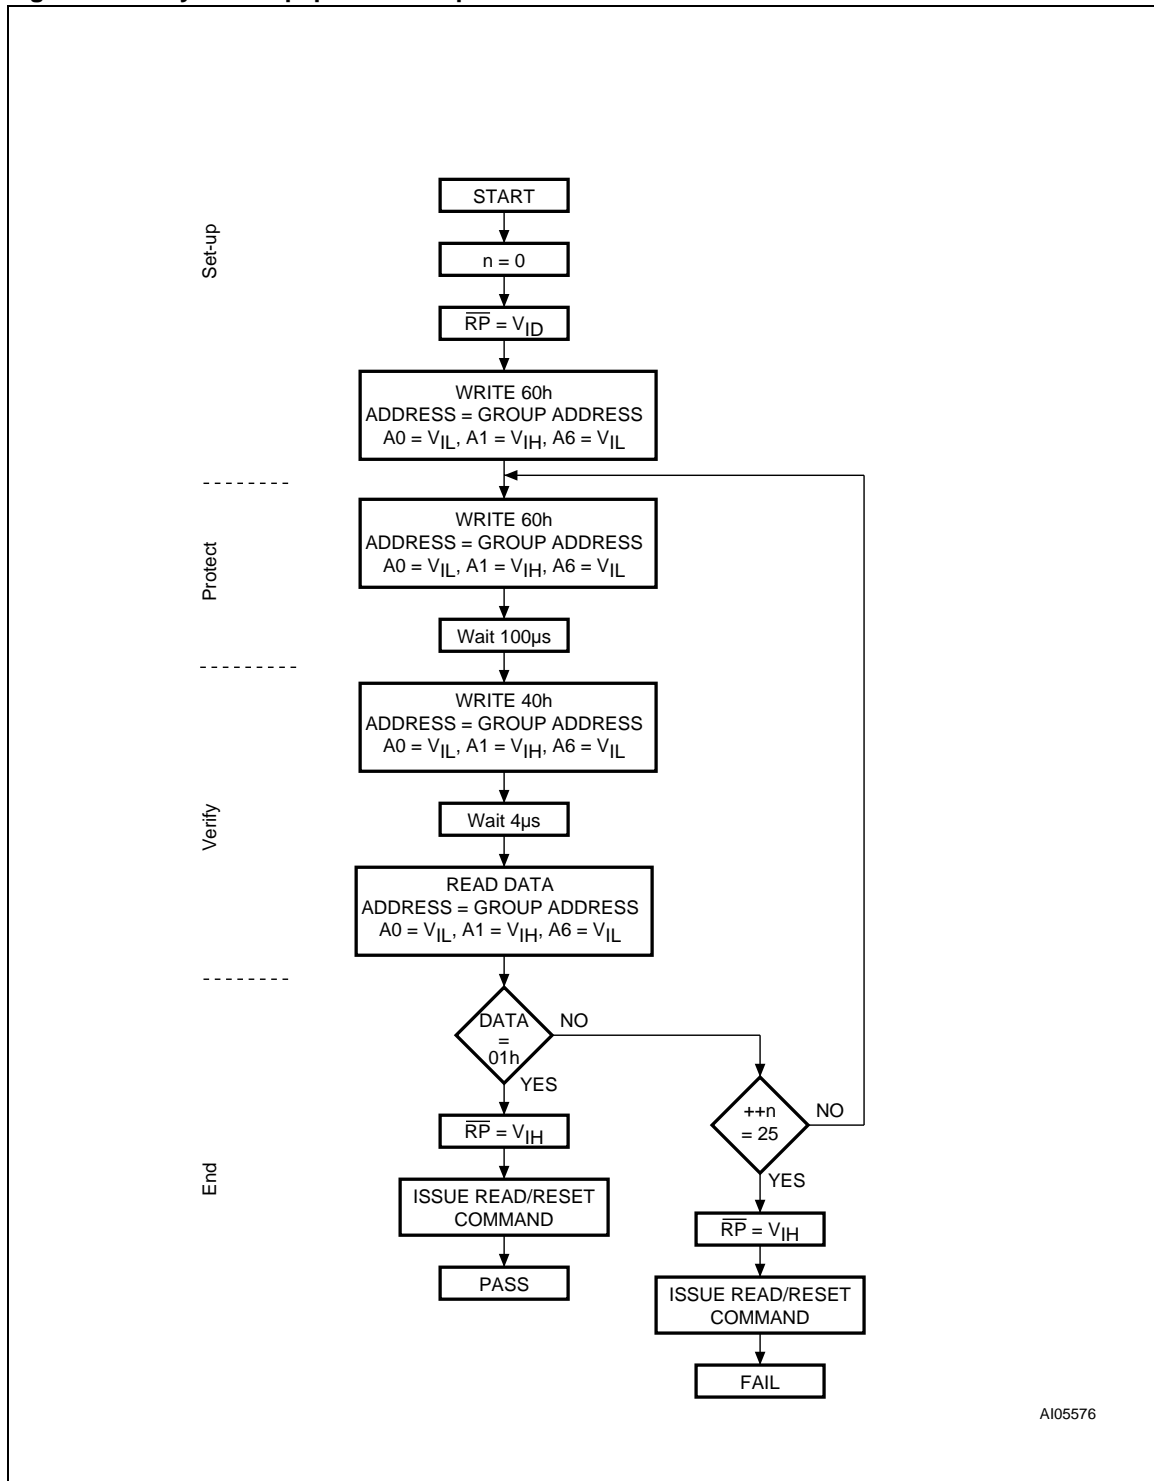 Set-up
START
n = 0
RP = VID
WRITE 60h
ADDRESS = GROUP ADDRESS
A0 = VIL, A1 = VIH, A6 = VIL
Protect
WRITE 60h
ADDRESS = GROUP ADDRESS
A0 = VIL, A1 = VIH, A6 = VIL
Wait 100µs
Verify
WRITE 40h
ADDRESS = GROUP ADDRESS
A0 = VIL, A1 = VIH, A6 = VIL
Wait 4µs
READ DATA
ADDRESS = GROUP ADDRESS
A0 = VIL, A1 = VIH, A6 = VIL
End
DATA
=
01h
NO
YES
++n
= 25
NO
YES
RP = VIH
ISSUE READ/RESET
COMMAND
PASS
RP = VIH
ISSUE READ/RESET
COMMAND
FAIL
AI05576